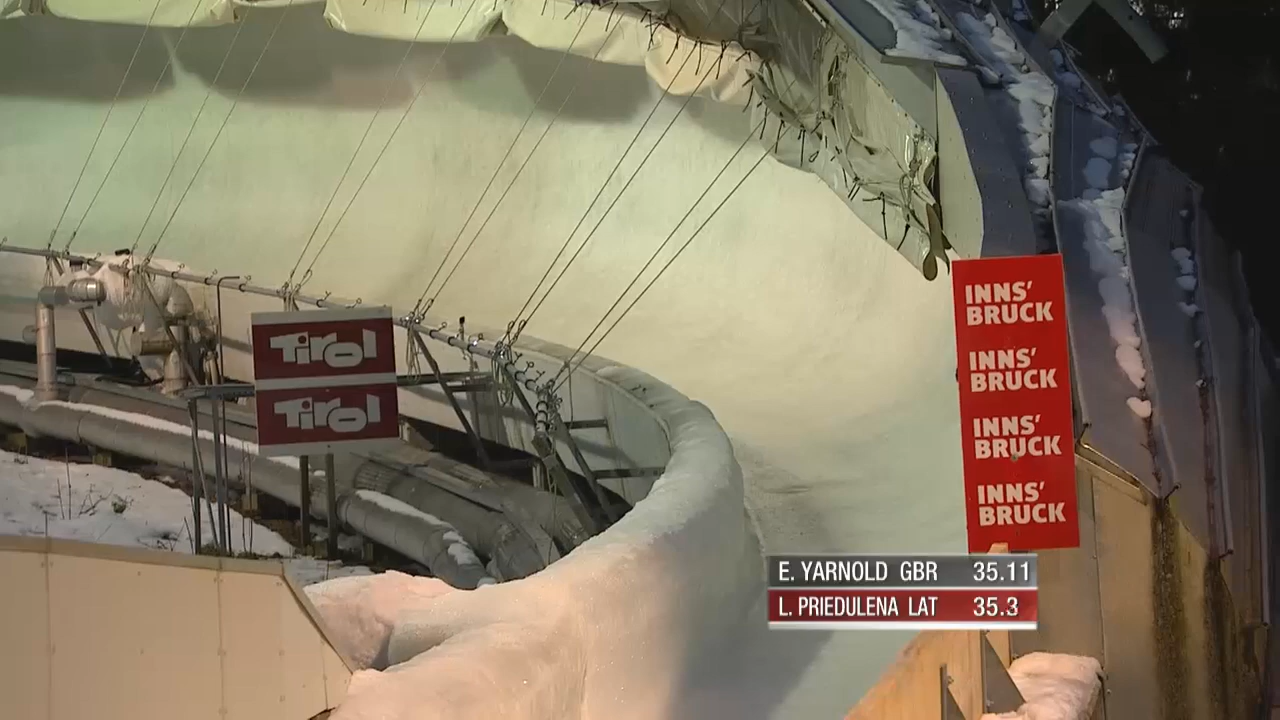 Tirol
Tirol
INNS'
BRUCK
INNS'
BRUCK
INNS'
BRUCK
INNS'
BRUCK
E. YARNOLD GBR 35.11
L. PRIEDULENA LAT 35.3